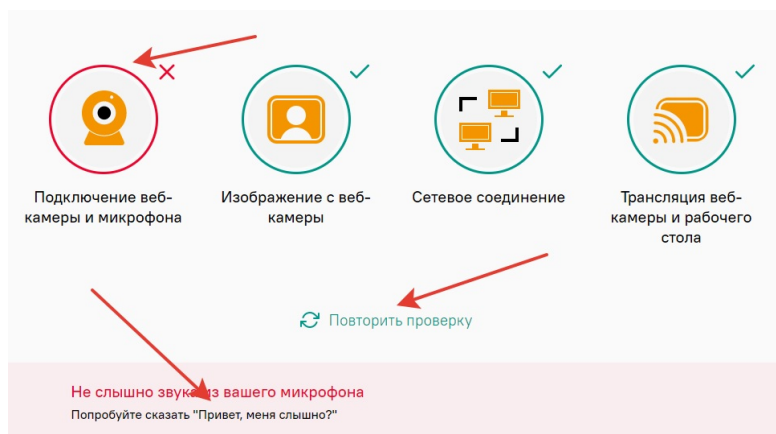 Подключение веб-
камеры и микрофона
Изображение с веб-
камеры
Сетевое соединение
Трансляция веб-
камеры и рабочего
стола
Повторить проверку
Не слышно звука из вашего микрофона
Попробуйте сказать "Привет, меня слышно?"